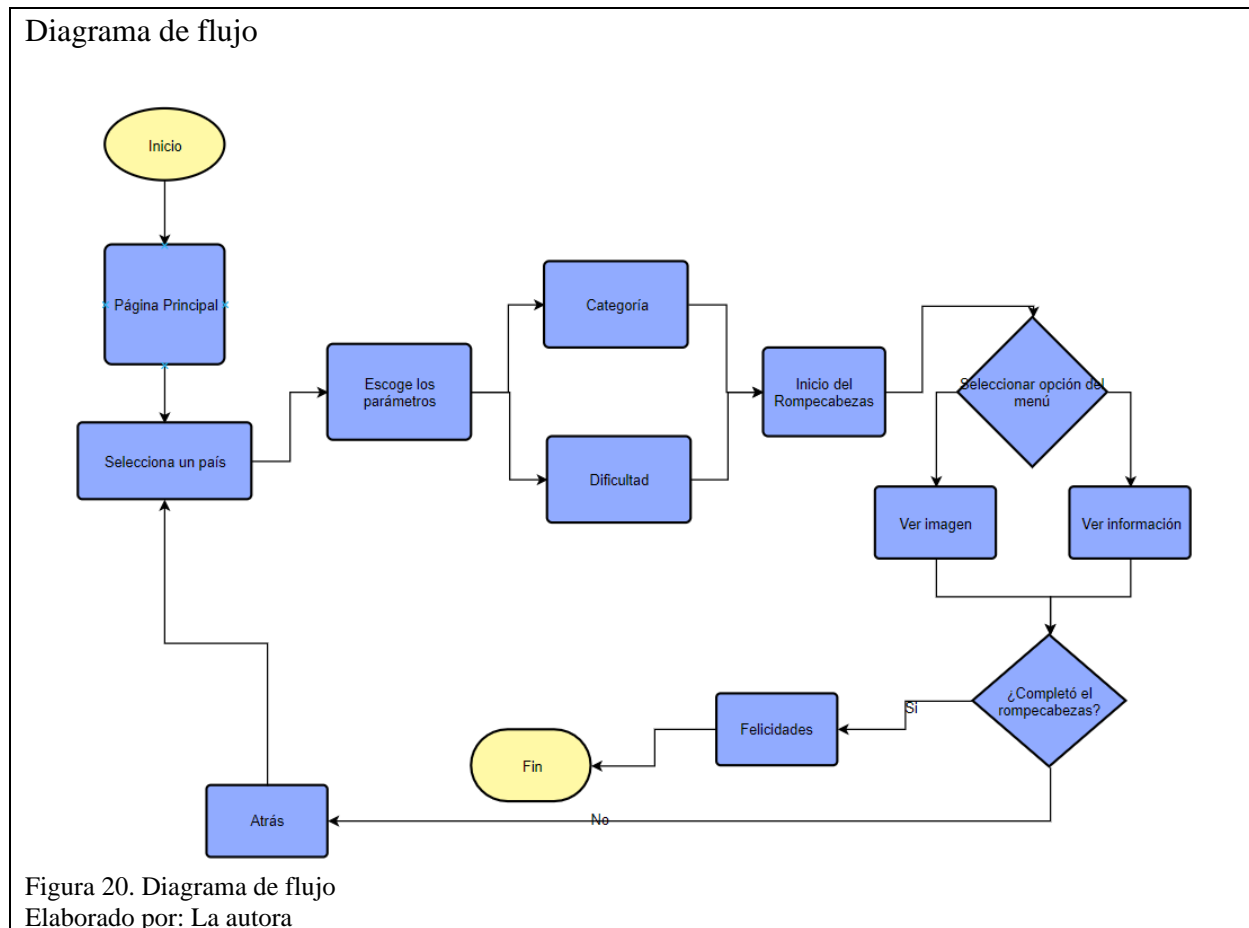 Diagrama de flujo
Inicio
Página Principal
Selecciona un país
Escoge los
parámetros
Categoría
Dificultad
Inicio del
Rompecabezas
Seleccionar opción del
menú
Ver imagen
Ver información
¿Completó el
rompecabezas?
Si
Felicidades
Fin
No
Atrás
Figura 20. Diagrama de flujo
Elaborado por: La autora